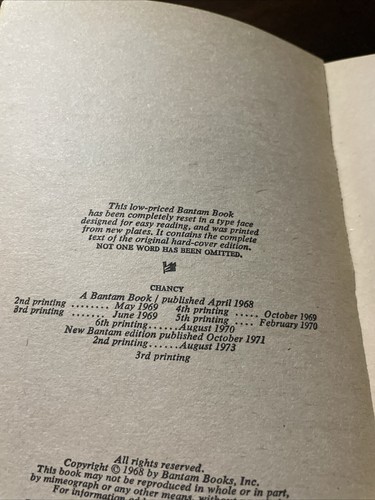 This low-priced Bantam Book
has been completely reset in a type face
designed for easy reading, and was printed
from new plates. It contains the complete
text of the original hard-cover edition.
NOT ONE WORD HAS BEEN OMITTED.
CHANCY
A Bantam Book / published April 1968
2nd printing ........ May 1969 4th printing ..... October 1969
3rd printing ........ June 1969 5th printing .... February 1970
6th printing......August 1970
New Bantam edition published October 1971
2nd printing......August 1973
3rd printing
All rights reserved.
Copyright © 1968 by Bantam Books, Inc.
This book may not be reproduced in whole or in part,
by mimeograph or any other means, without
For information